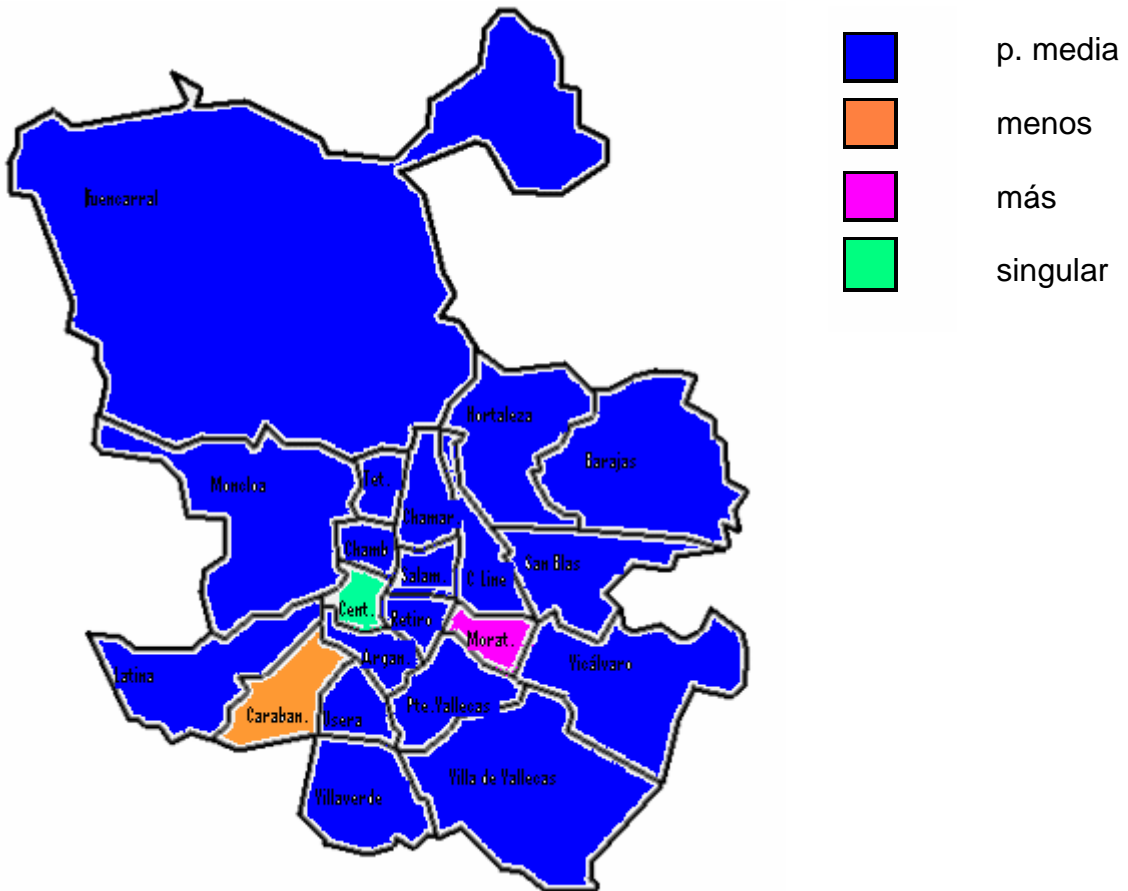 p. media
menos
más
singular
Fuencarral
Hortaleza
Barajas
Moncloa
Tet.
Chamar.
Chamb
San Blas
Salam.
C Line
Cent.
Retiro
Morat.
Argan.
Vicálvaro
Latina
Pte.Vallecas
Caraban.
Usera
Villa de Vallecas
Villaverde